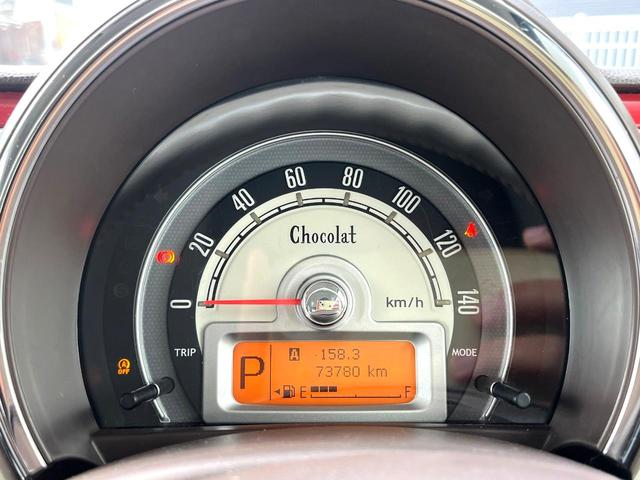 0
20
40
60
80
100
120
140
Chocolat
km/h
TRIP
MODE
OFF
P
A 158.3
73780 km
E F